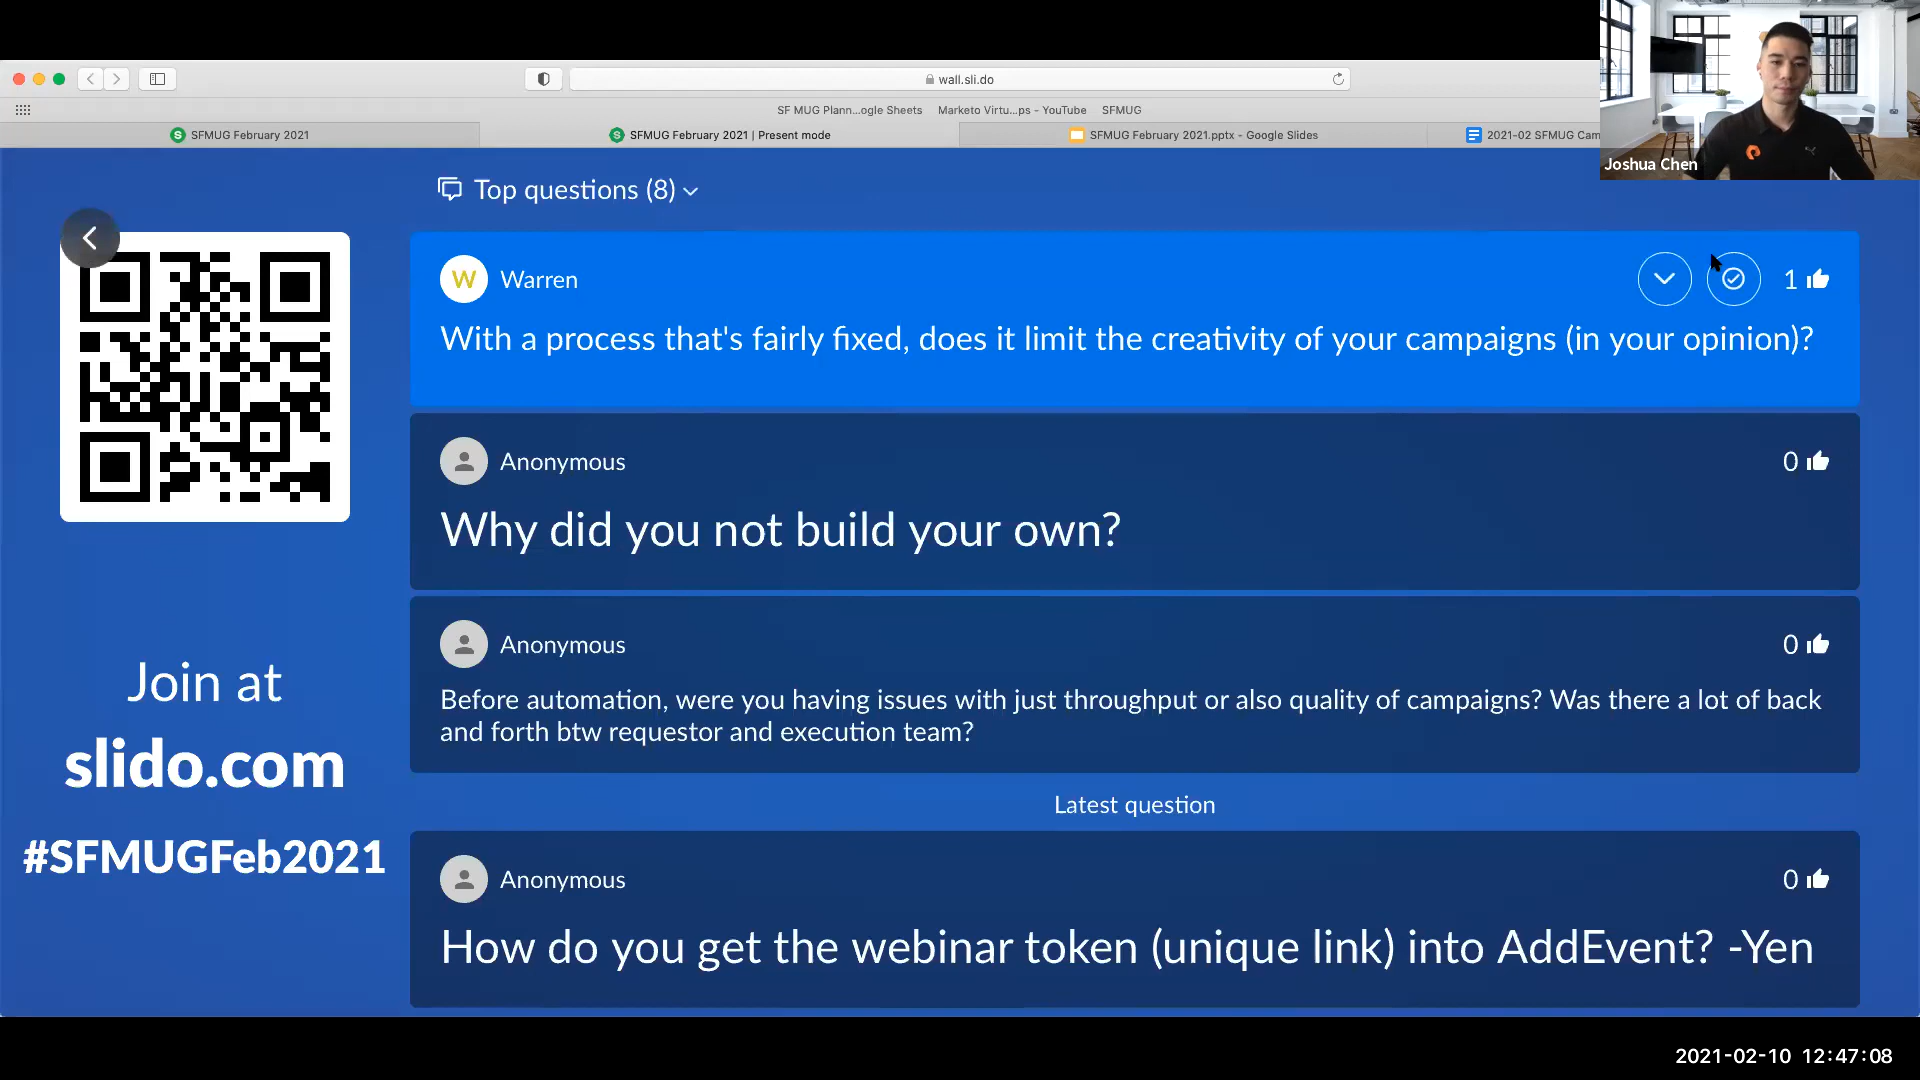 wall.sli.do
SF MUG Plann...ogle Sheets Marketo Virtu...ps - YouTube SFMUG
SFMUG February 2021
SFMUG February 2021 | Present mode
SFMUG February 2021.pptx - Google Slides
2021-02 SFMUG Cam
Joshua Chen
Top questions (8)
W Warren
1
With a process that's fairly fixed, does it limit the creativity of your campaigns (in your opinion)?
Anonymous
0
Why did you not build your own?
Anonymous
0
Before automation, were you having issues with just throughput or also quality of campaigns? Was there a lot of back
and forth btw requestor and execution team?
Join at
slido.com
#SFMUGFeb2021
Latest question
Anonymous
0
How do you get the webinar token (unique link) into AddEvent? -Yen
2021-02-10 12:47:08